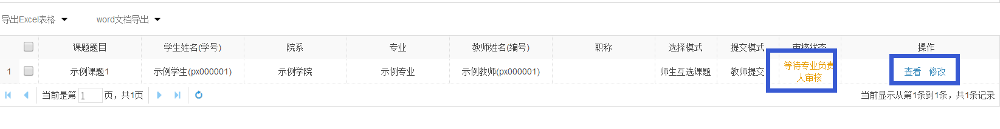 导出Excel表格 word文档导出
课题题目 学生姓名(学号) 院系 专业 教师姓名(编号) 职称 选择模式 提交模式 审核状态 操作
1 示例课题1 示例学生(px000001) 示例学院 示例专业 示例教师(px000001) 师生互选课题 教师提交 等待专业负责 查看 修改
人审核
当前是第 1 页，共1页 当前显示从第1条到1条，共1条记录